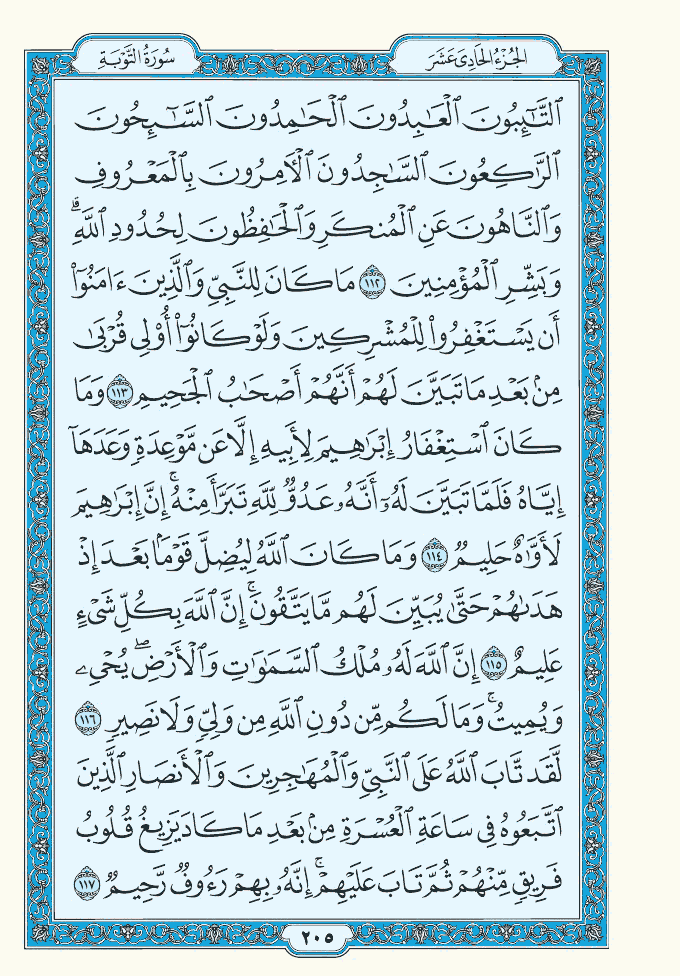 الجُزْءُ الحَادِىَ عَشَرَ
سُورَةُ التَّوۡبَةِ
ٱلتَّٰٓئِبُونَ ٱلۡعَٰبِدُونَ ٱلۡحَٰمِدُونَ ٱلسَّٰٓئِحُونَ
ٱلرَّٰكِعُونَ ٱلسَّٰجِدُونَ ٱلۡأٓمِرُونَ بِٱلۡمَعۡرُوفِ
وَٱلنَّاهُونَ عَنِ ٱلۡمُنكَرِ وَٱلۡحَٰفِظُونَ لِحُدُودِ ٱللَّهِۗ
وَبَشِّرِ ٱلۡمُؤۡمِنِينَ ١١٢ مَا كَانَ لِلنَّبِيِّ وَٱلَّذِينَ ءَامَنُوٓاْ
أَن يَسۡتَغۡفِرُواْ لِلۡمُشۡرِكِينَ وَلَوۡ كَانُوٓاْ أُوْلِي قُرۡبَىٰ
مِنۢ بَعۡدِ مَا تَبَيَّنَ لَهُمۡ أَنَّهُمۡ أَصۡحَٰبُ ٱلۡجَحِيمِ ١١٣ وَمَا
كَانَ ٱسۡتِغۡفَارُ إِبۡرَٰهِيمَ لِأَبِيهِ إِلَّا عَن مَّوۡعِدَةٖ وَعَدَهَآ
إِيَّاهُ فَلَمَّا تَبَيَّنَ لَهُۥٓ أَنَّهُۥ عَدُوّٞ لِّلَّهِ تَبَرَّأَ مِنۡهُۚ إِنَّ إِبۡرَٰهِيمَ
لَأَوَّٰهٌ حَلِيمٞ ١١٤ وَمَا كَانَ ٱللَّهُ لِيُضِلَّ قَوۡمَۢا بَعۡدَ إِذۡ
هَدَىٰهُمۡ حَتَّىٰ يُبَيِّنَ لَهُم مَّا يَتَّقُونَۚ إِنَّ ٱللَّهَ بِكُلِّ شَيۡءٍ
عَلِيمٌ ١١٥ إِنَّ ٱللَّهَ لَهُۥ مُلۡكُ ٱلسَّمَٰوَٰتِ وَٱلۡأَرۡضِۖ يُحۡيِۦ
وَيُمِيتُۚ وَمَا لَكُم مِّن دُونِ ٱللَّهِ مِن وَلِيّٖ وَلَا نَصِيرٖ ١١٦
لَّقَد تَّابَ ٱللَّهُ عَلَى ٱلنَّبِيِّ وَٱلۡمُهَٰجِرِينَ وَٱلۡأَنصَارِ ٱلَّذِينَ
ٱتَّبَعُوهُ فِي سَاعَةِ ٱلۡعُسۡرَةِ مِنۢ بَعۡدِ مَا كَادَ يَزِيغُ قُلُوبُ
فَرِيقٖ مِّنۡهُمۡ ثُمَّ تَابَ عَلَيۡهِمۡۚ إِنَّهُۥ بِهِمۡ رَءُوفٞ رَّحِيمٞ ١١٧
٢٠٥